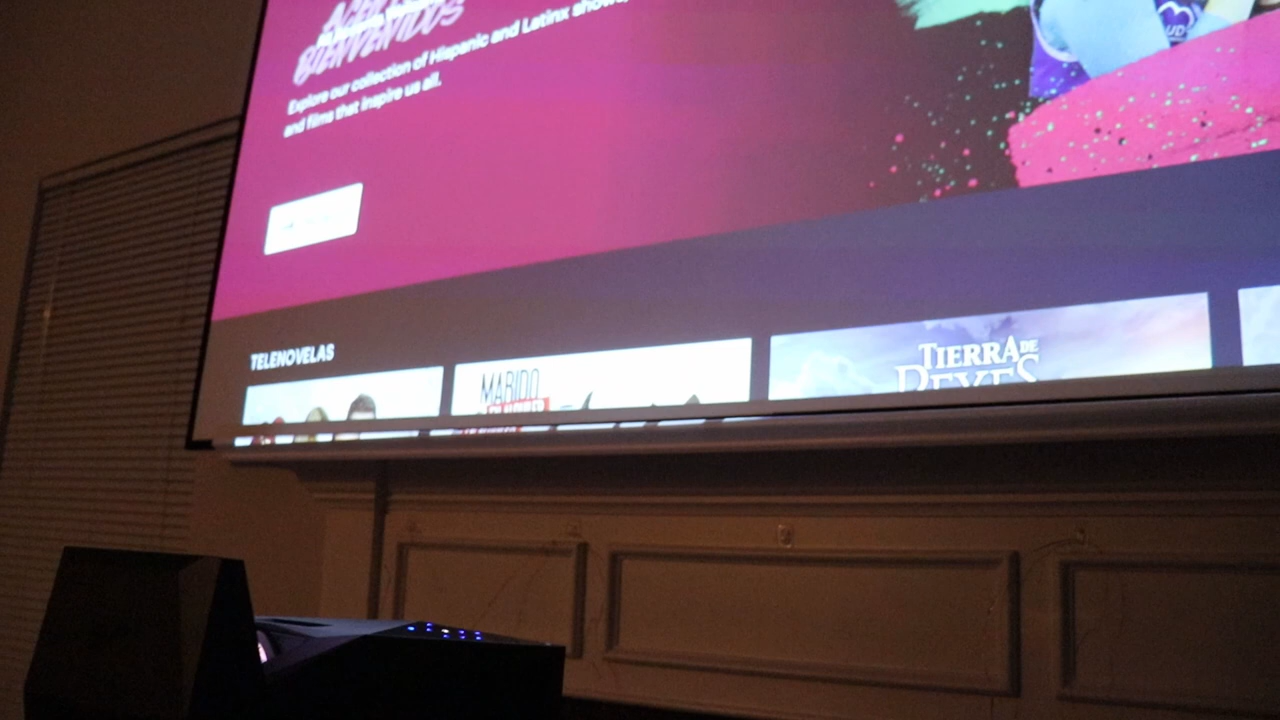 BIENVENIDOS
Explore our collection of Hispanic and Latinx shows,
and films that inspire us all.
TELENOVELAS
MARIDO
TIERRA DE
REYES